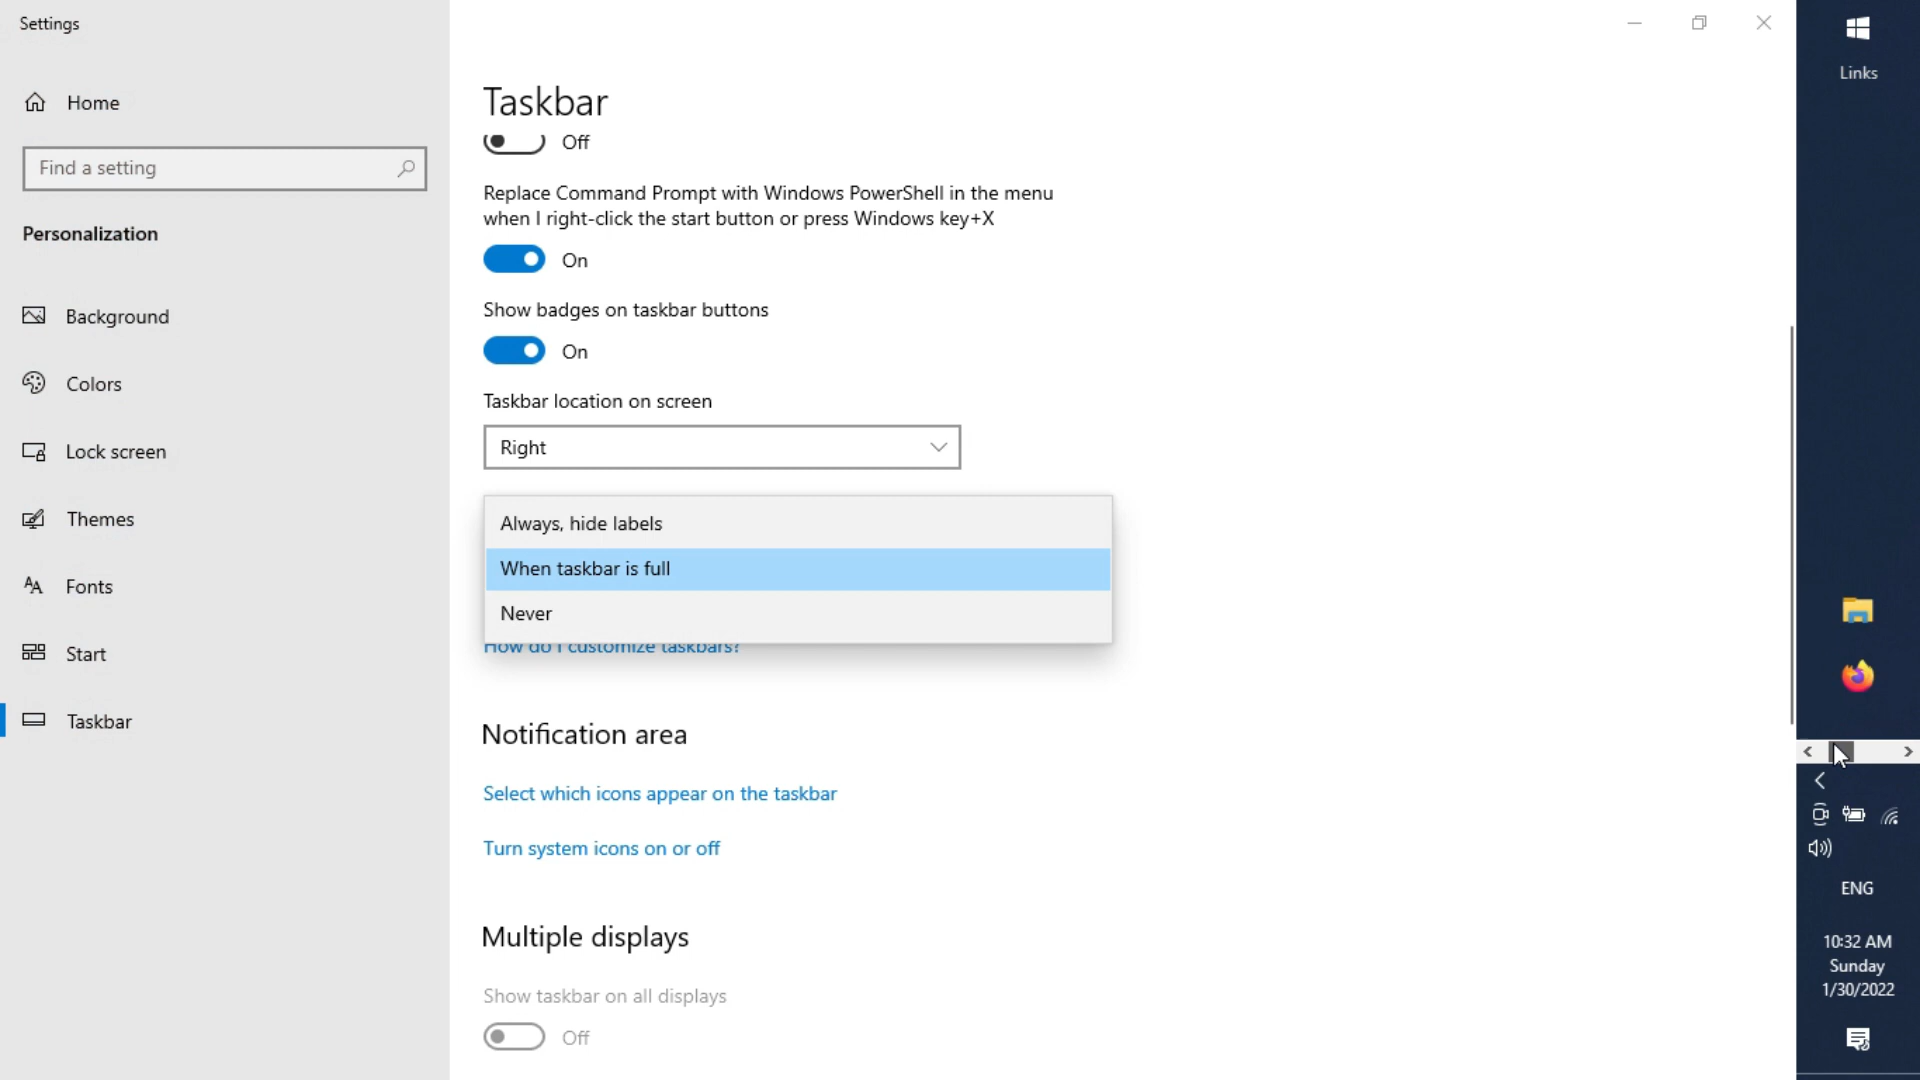 Settings
Home
Find a setting
Personalization
Background
Colors
Lock screen
Themes
Fonts
Start
Taskbar
Taskbar
Off
Replace Command Prompt with Windows PowerShell in the menu
when I right-click the start button or press Windows key+X
On
Show badges on taskbar buttons
On
Taskbar location on screen
Right
Always, hide labels
When taskbar is full
Never
How do I customize taskbars?
Notification area
Select which icons appear on the taskbar
Turn system icons on or off
Multiple displays
Show taskbar on all displays
Off
Links
ENG
10:32 AM
Sunday
1/30/2022